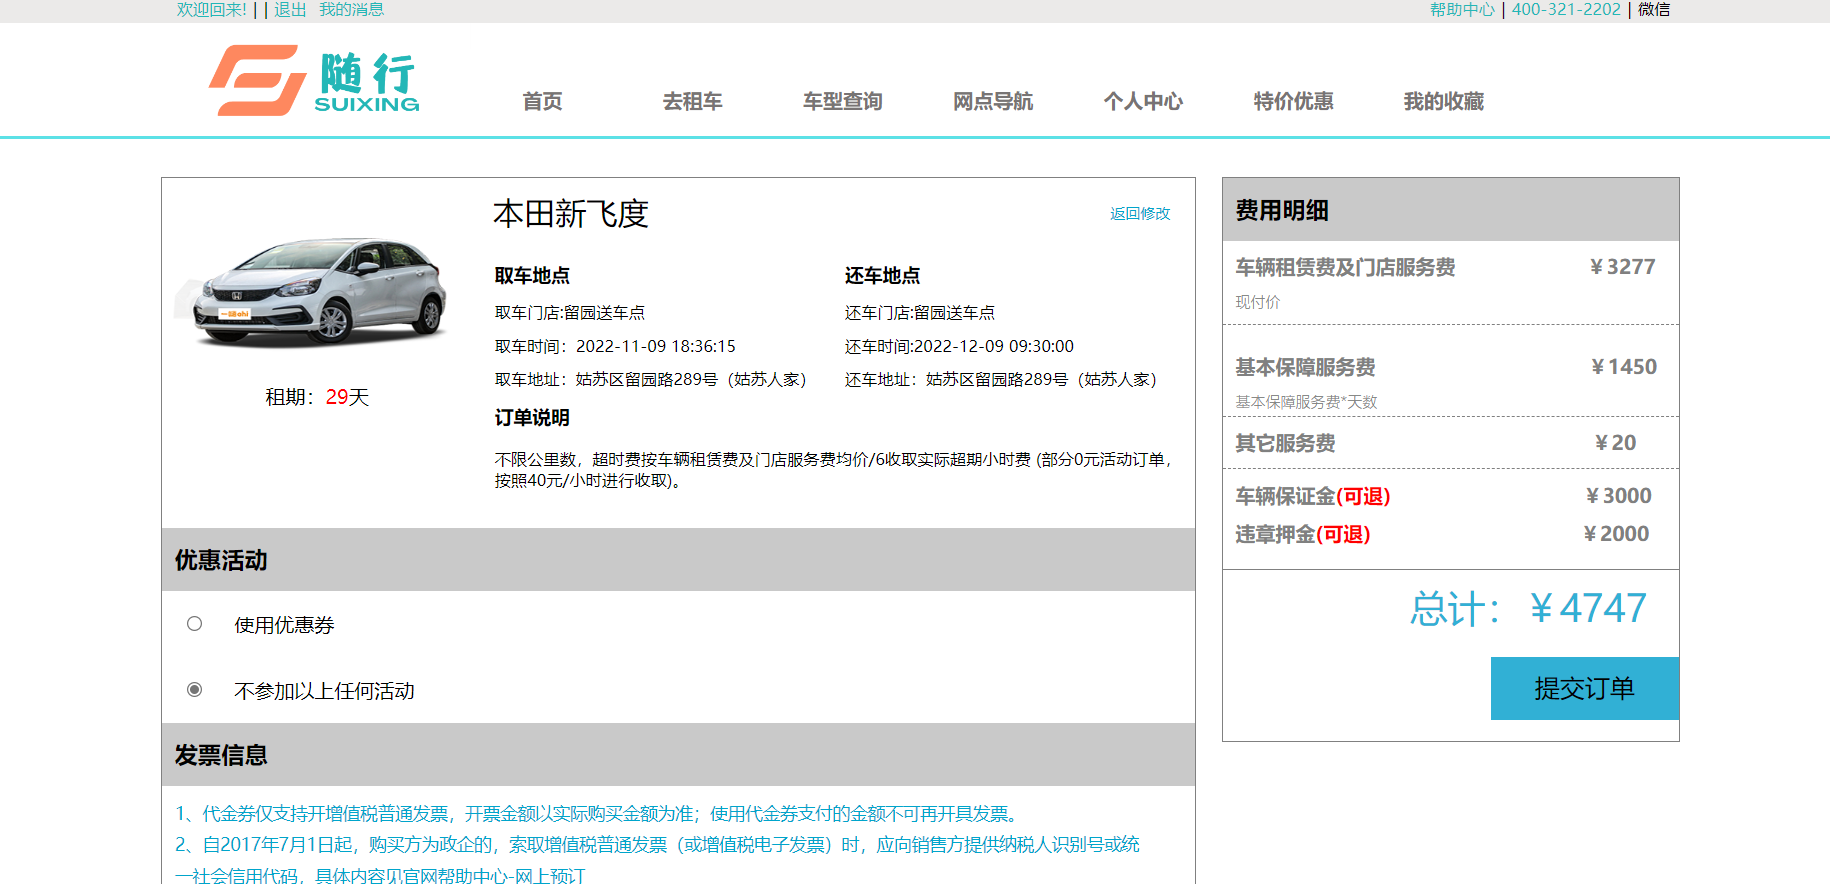 欢迎回来! | | 退出 我的消息
帮助中心 | 400-321-2202 | 微信
随行
SUIXING
首页 去租车 车型查询 网点导航 个人中心 特价优惠 我的收藏
本田新飞度
返回修改
取车地点
取车门店:留园送车点
取车时间：2022-11-09 18:36:15
取车地址：姑苏区留园路289号（姑苏人家）
还车地点
还车门店:留园送车点
还车时间:2022-12-09 09:30:00
还车地址：姑苏区留园路289号（姑苏人家）
租期：29天
订单说明
不限公里数，超时费按车辆租赁费及门店服务费均价/6收取实际超期小时费 (部分0元活动订单，
按照40元/小时进行收取)。
优惠活动
使用优惠券
不参加以上任何活动
发票信息
1、代金券仅支持开增值税普通发票，开票金额以实际购买金额为准；使用代金券支付的金额不可再开具发票。
2、自2017年7月1日起，购买方为政企的，索取增值税普通发票（或增值税电子发票）时，应向销售方提供纳税人识别号或统
一社会信用代码，具体内容见官网帮助中心-网上预订
费用明细
车辆租赁费及门店服务费 ￥3277
现付价
基本保障服务费 ￥1450
基本保障服务费*天数
其它服务费 ￥20
车辆保证金(可退) ￥3000
违章押金(可退) ￥2000
总计：￥4747
提交订单